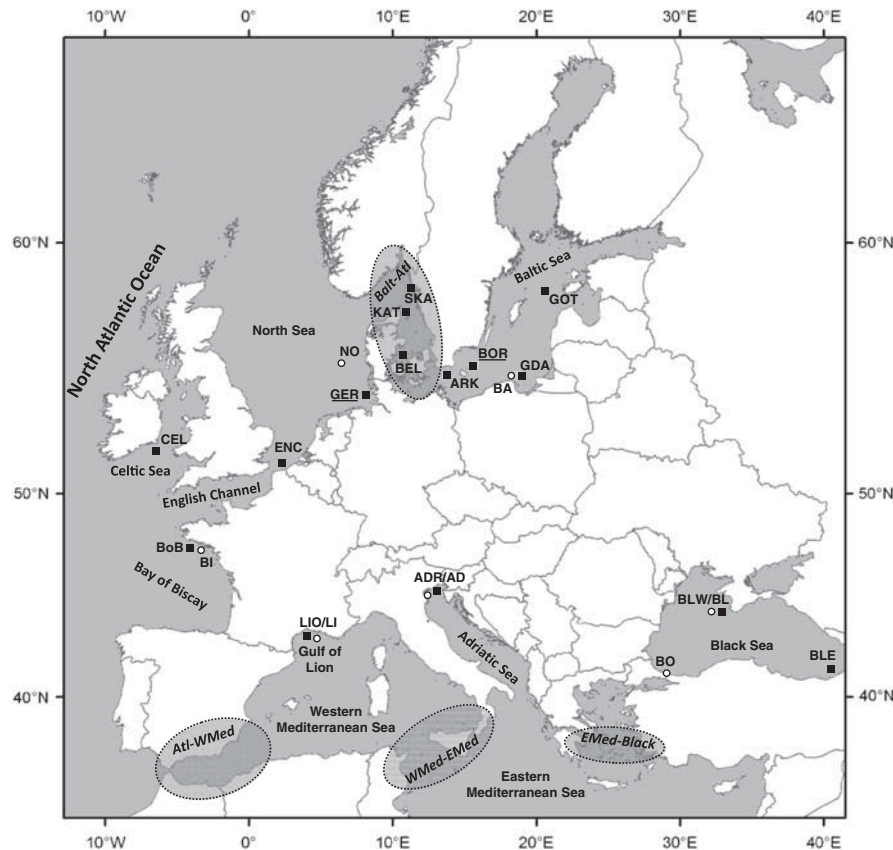 10°W 0° 10°E 20°E 30°E 40°E
60°N 60°N
North Atlantic Ocean
Balt-Atl
Baltic Sea
SKA
GOT
KAT
North Sea
NO
BEL
BOR
GDA
ARK
BA
GER
CEL
ENC
Celtic Sea
50°N 50°N
English Channel
BoB
BI
Bay of Biscay
ADR/AD
BLW/BL
LIO/LI
Gulf of
Lion
Adriatic Sea
Black Sea
BO
BLE
40°N 40°N
Western
Mediterranean Sea
Atl-WMed
WMed-EMed
EMed-Black
Eastern
Mediterranean Sea
10°W 0° 10°E 20°E 30°E 40°E